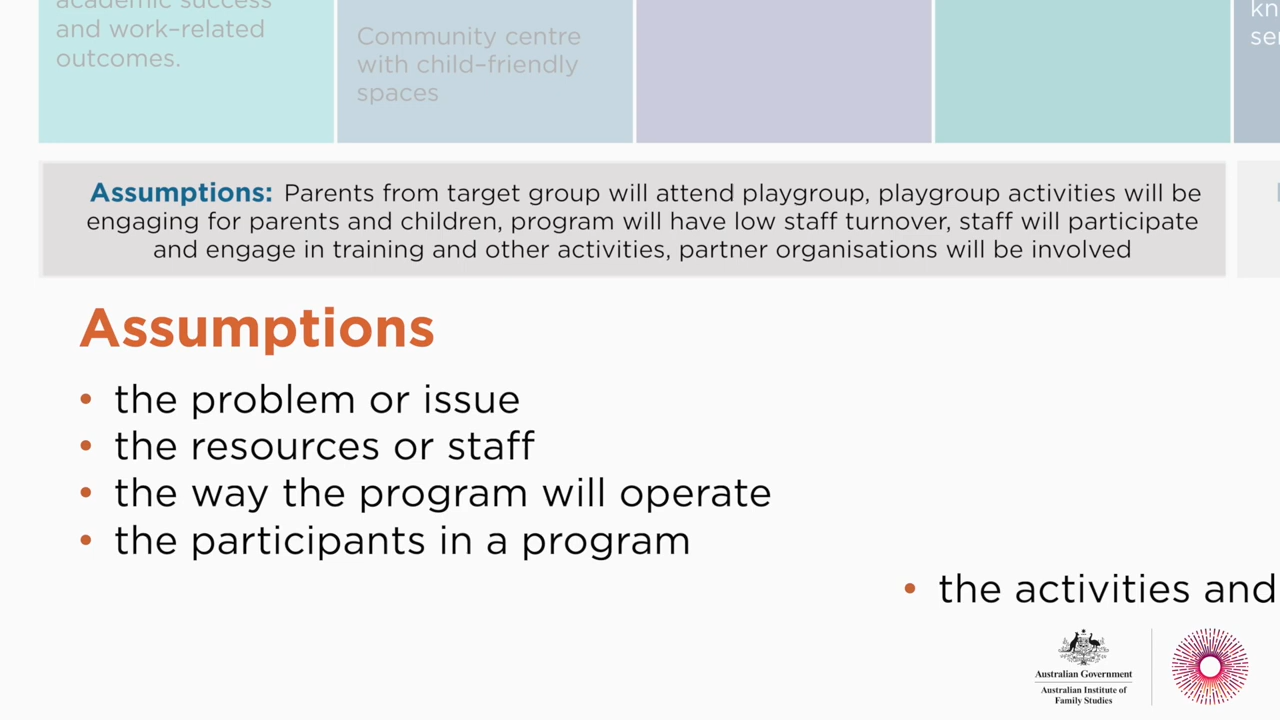 academic success
and work–related
outcomes.
Community centre
with child–friendly
spaces
Assumptions: Parents from target group will attend playgroup, playgroup activities will be
engaging for parents and children, program will have low staff turnover, staff will participate
and engage in training and other activities, partner organisations will be involved
Assumptions
• the problem or issue
• the resources or staff
• the way the program will operate
• the participants in a program
• the activities and
Australian Government
Australian Institute of
Family Studies